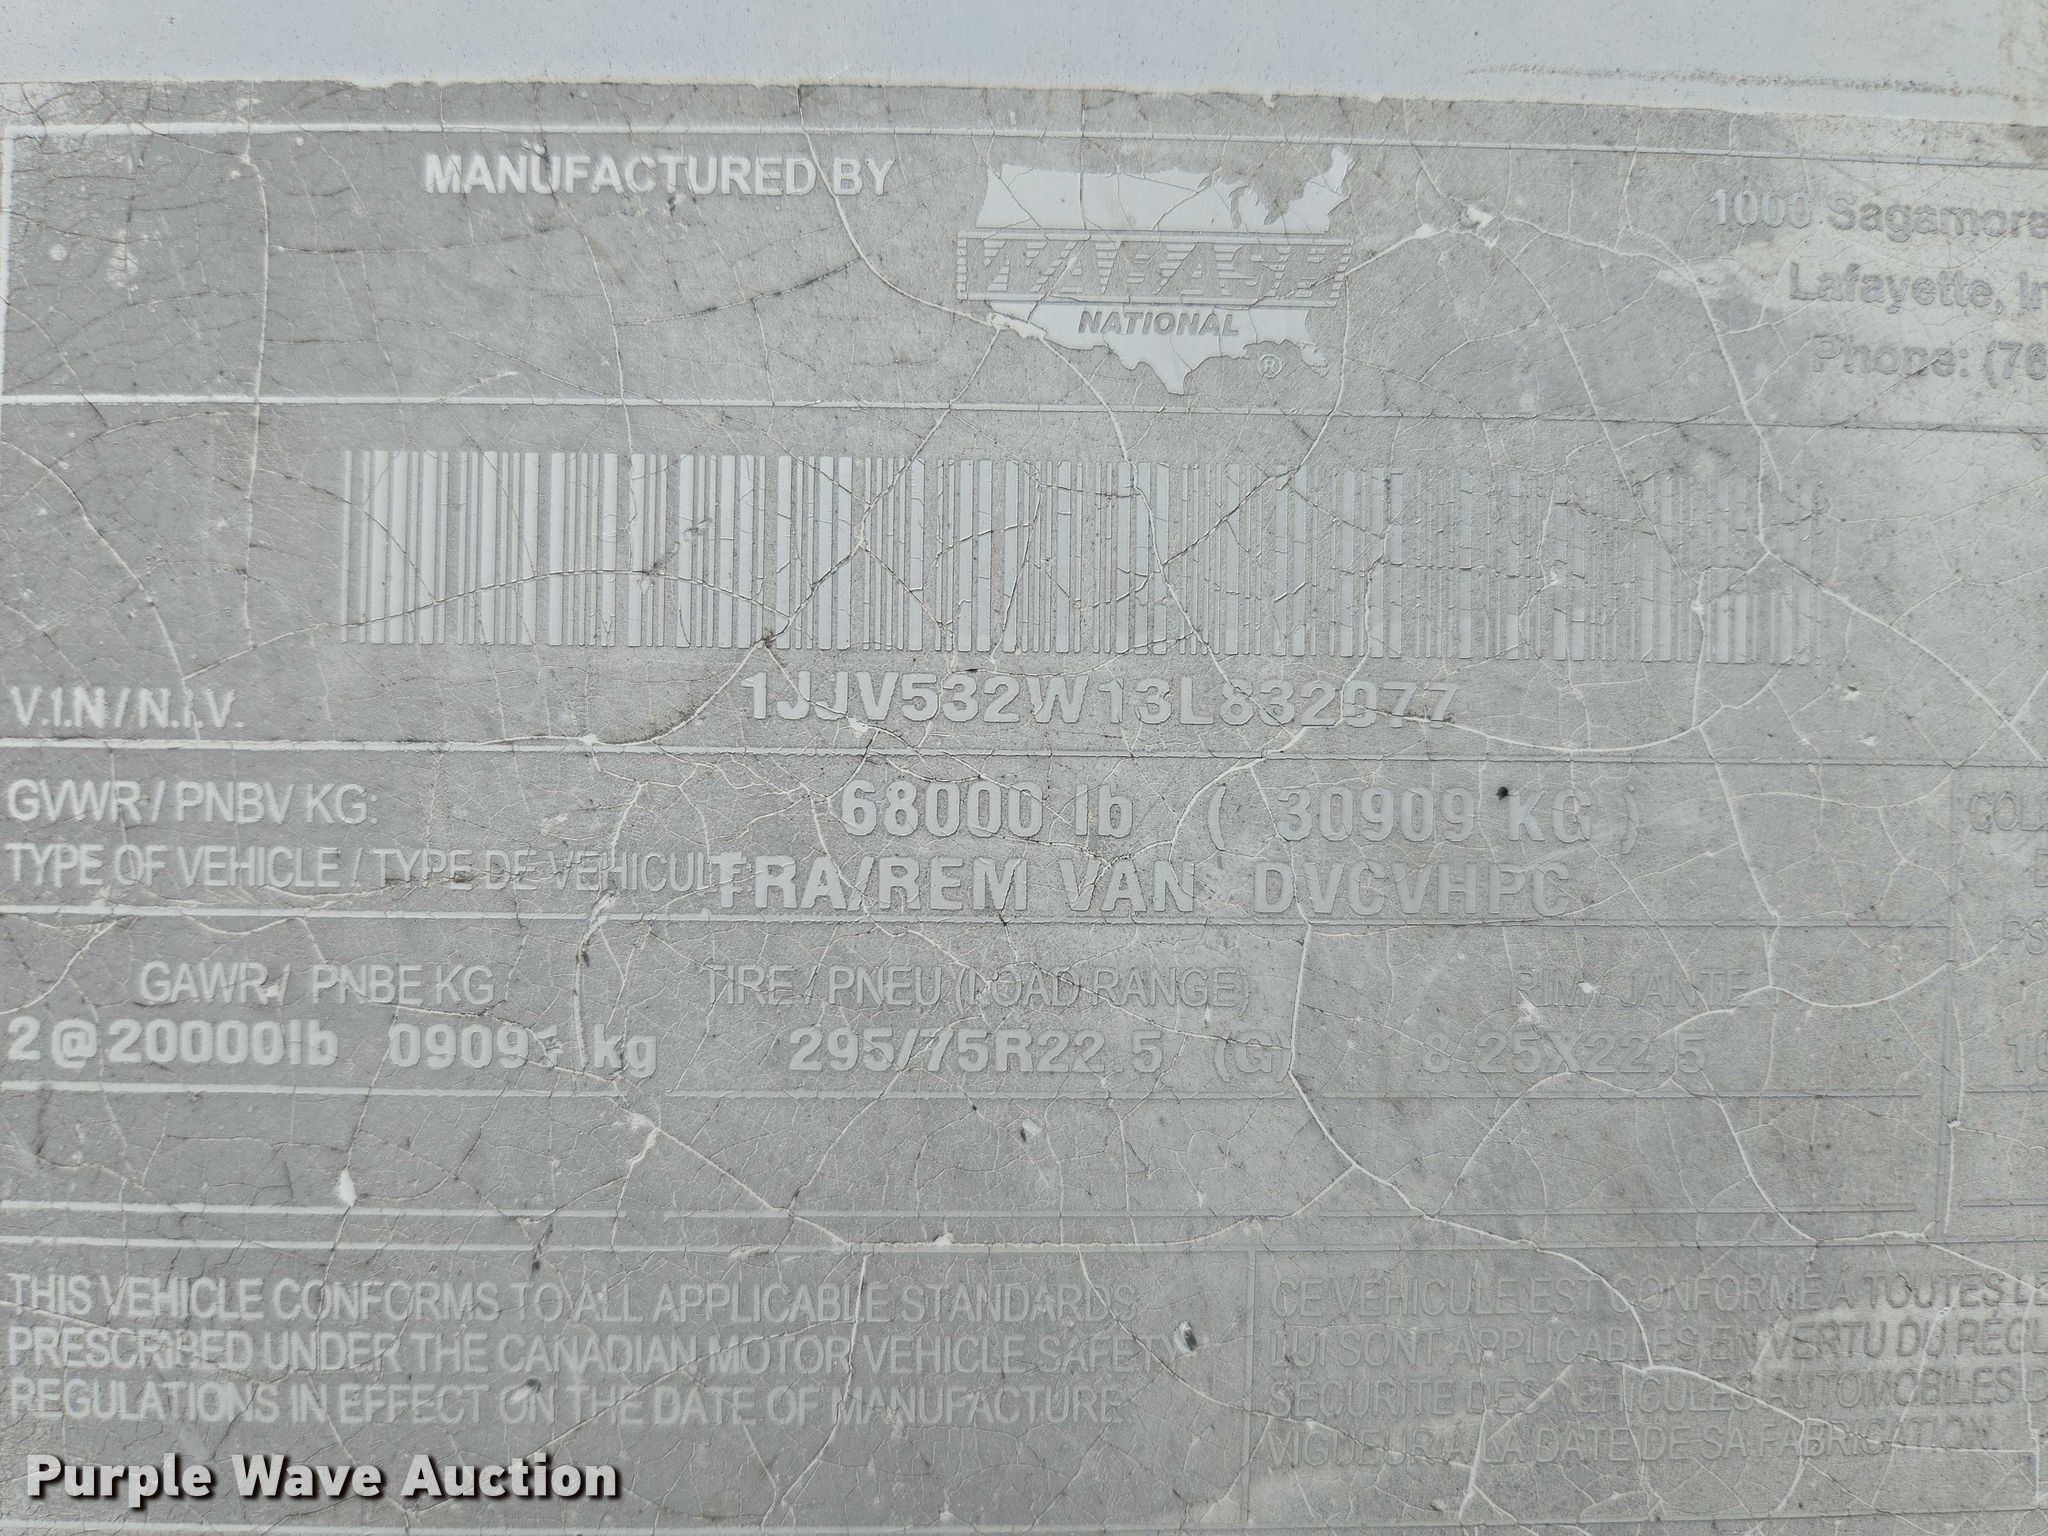 MANUFACTURED BY
WABASH
NATIONAL
®
1000 Sagamore
Lafayette, In
Phone: (76
V.I.N / N.I.V.
1JJV532W13L832077
GVWR / PNBV KG: 68000 lb ( 30909 KG )
TYPE OF VEHICLE / TYPE DE VEHICULE TRA/REM VAN DVCVHPC
GAWR / PNBE KG TIRE / PNEU (LOAD RANGE) RIM / JANTE
2@20000lb 09091 kg 295/75R22.5 (G) 8.25X22.5
THIS VEHICLE CONFORMS TO ALL APPLICABLE STANDARDS
PRESCRIBED UNDER THE CANADIAN MOTOR VEHICLE SAFETY
REGULATIONS IN EFFECT ON THE DATE OF MANUFACTURE.
CE VEHICULE EST CONFORME A TOUTES LE
LUI SONT APPLICABLES EN VERTU DU REGL
SECURITE DES VEHICULES AUTOMOBILES D
VIGUEUR A LA DATE DE SA FABRICATION.
Purple Wave Auction